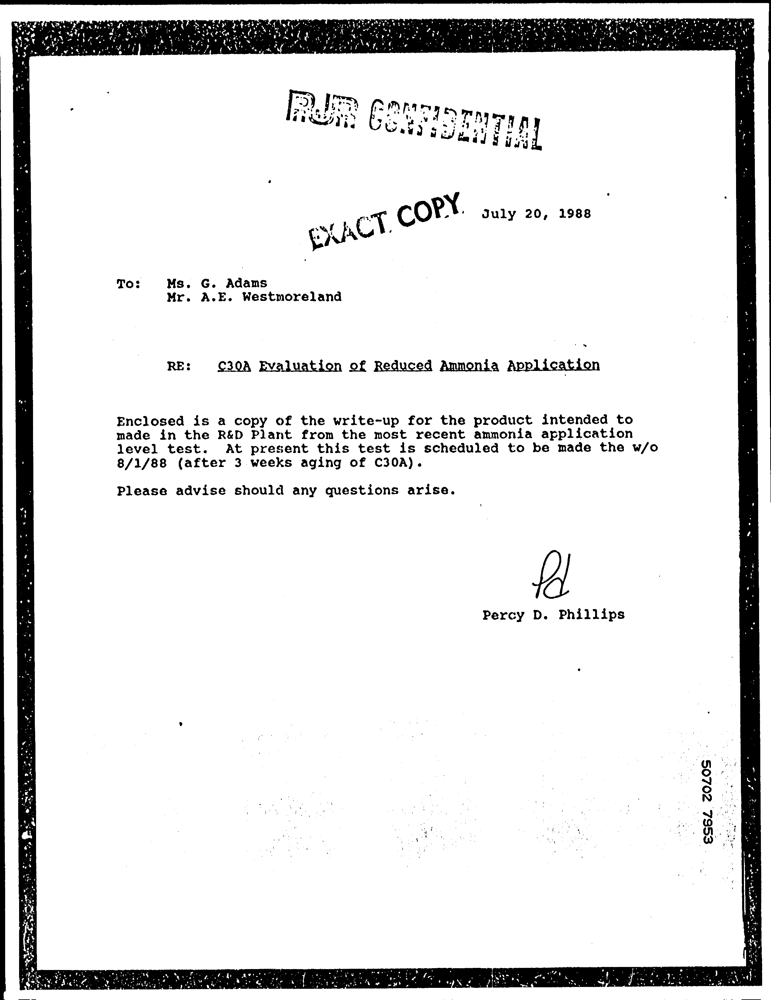 RJR CONFIDENTIAL
EXACT COPY
July 20, 1988
To: Ms. G. Adams
Mr. A.E. Westmoreland
RE: C30A Evaluation of Reduced Ammonia Application
Enclosed is a copy of the write-up for the product intended to
made in the R&D Plant from the most recent ammonia application
level test. At present this test is scheduled to be made the w/o
8/1/88 (after 3 weeks aging of C30A).
Please advise should any questions arise.
Pd
Percy D. Phillips
50702 7953